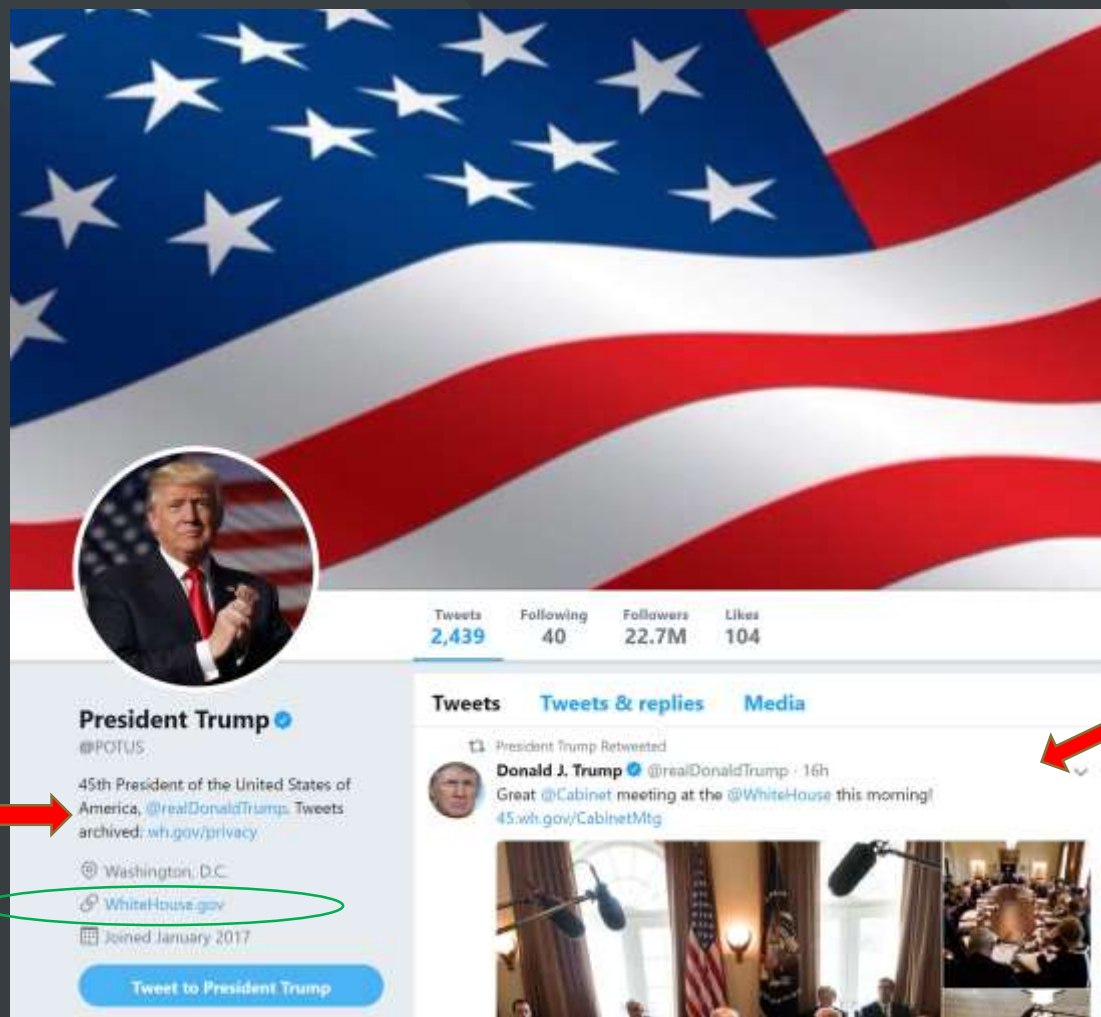 Tweets Following Followers Likes
2,439 40 22.7M 104
President Trump
@POTUS
45th President of the United States of
America, @realDonaldTrump. Tweets
archived: wh.gov/privacy
Washington, D.C.
WhiteHouse.gov
Joined January 2017
Tweet to President Trump
Tweets Tweets & replies Media
President Trump Retweeted
Donald J. Trump @realDonaldTrump · 16h
Great @Cabinet meeting at the @WhiteHouse this morning!
45.wh.gov/CabinetMtg